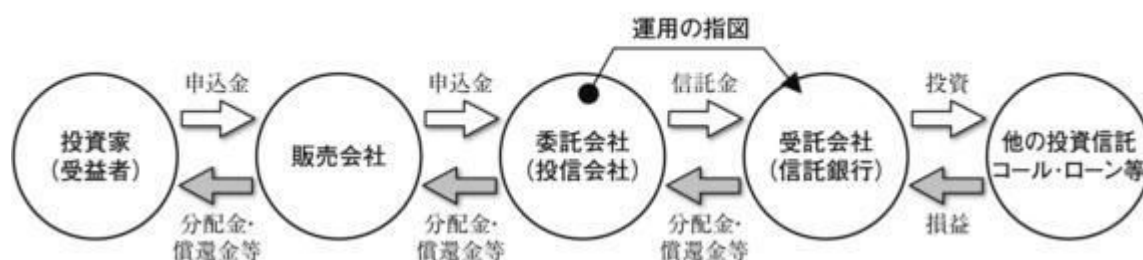 運用の指図
申込金
申込金
信託金
投資
投資家
(受益者)
販売会社
委託会社
(投信会社)
受託会社
(信託銀行)
他の投資信託
コール・ローン等
分配金・
償還金等
分配金・
償還金等
分配金・
償還金等
損益